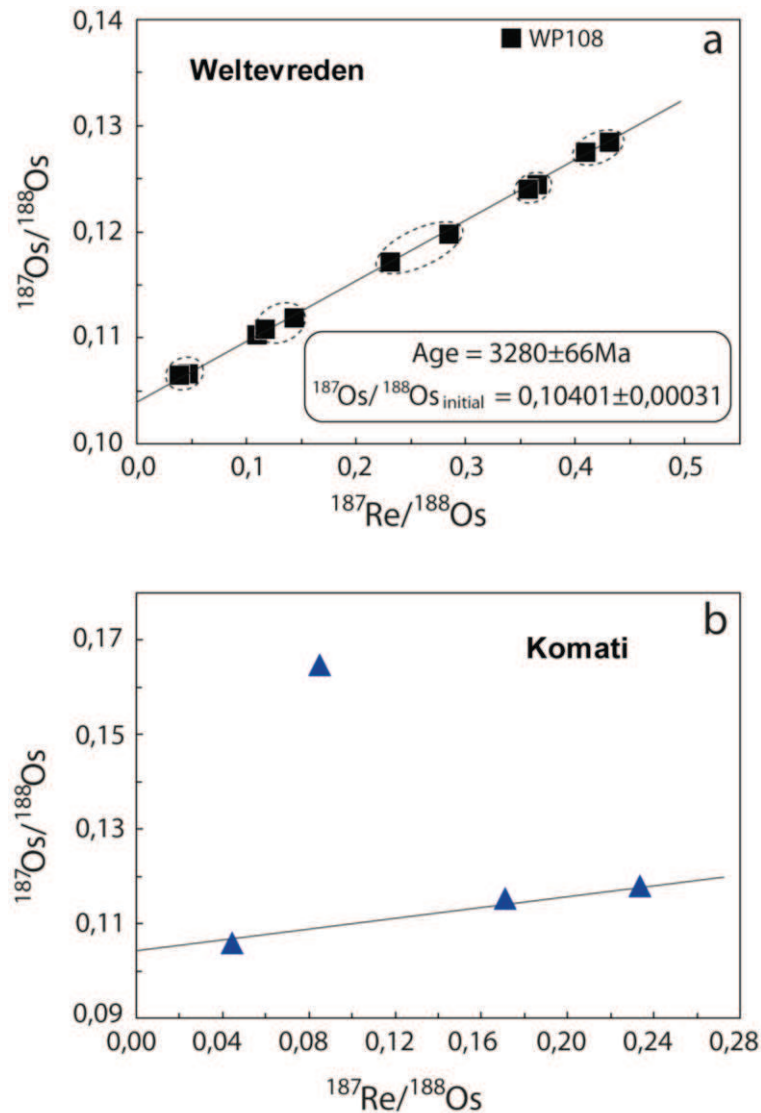 a
WP108
Weltevreden
0,14
0,13
0,12
0,11
0,10
¹⁸⁷Os/¹⁸⁸Os
Age = 3280±66Ma
¹⁸⁷Os/ ¹⁸⁸Os initial = 0,10401±0,00031
0,0 0,1 0,2 0,3 0,4 0,5
¹⁸⁷Re/¹⁸⁸Os
b
Komati
0,17
0,15
0,13
0,11
0,09
¹⁸⁷Os/¹⁸⁸Os
0,00 0,04 0,08 0,12 0,16 0,20 0,24 0,28
¹⁸⁷Re/¹⁸⁸Os